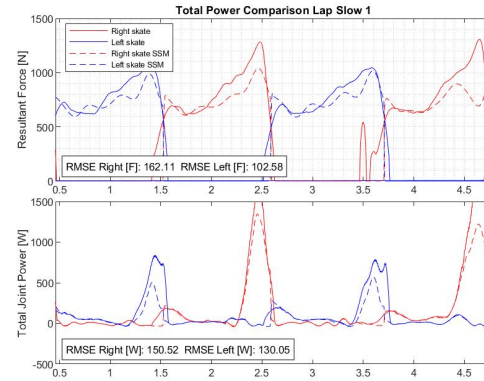 Total Power Comparison Lap Slow 1
1500
1000
500
0
Resultant Force [N]
Right skate
Left skate
Right skate SSM
Left skate SSM
RMSE Right [F]: 162.11 RMSE Left [F]: 102.58
0.5 1 1.5 2 2.5 3 3.5 4 4.5
1500
1000
500
0
-500
Total Joint Power [W]
RMSE Right [W]: 150.52 RMSE Left [W]: 130.05
0.5 1 1.5 2 2.5 3 3.5 4 4.5